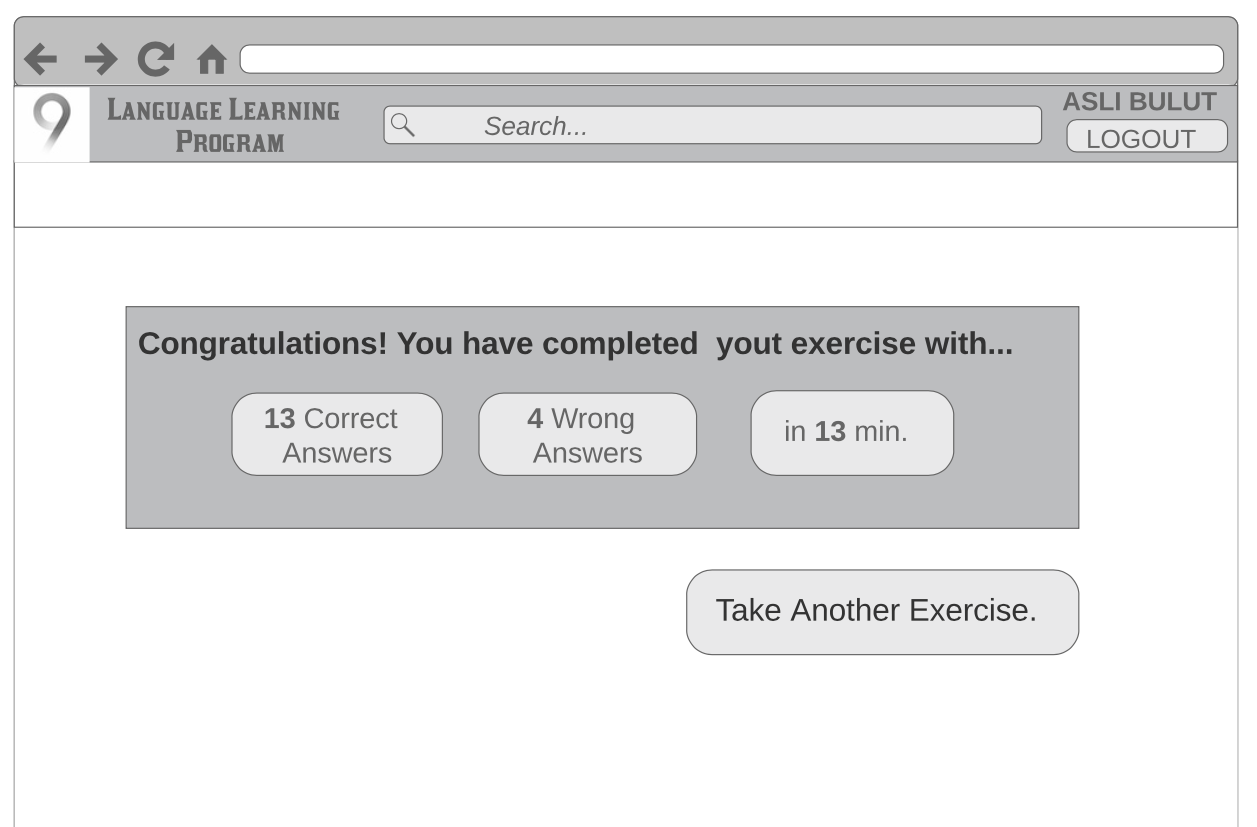 9
LANGUAGE LEARNING
PROGRAM
Search...
ASLI BULUT
LOGOUT
Congratulations! You have completed  yout exercise with...
13 Correct
Answers
4 Wrong
Answers
in 13 min.
Take Another Exercise.